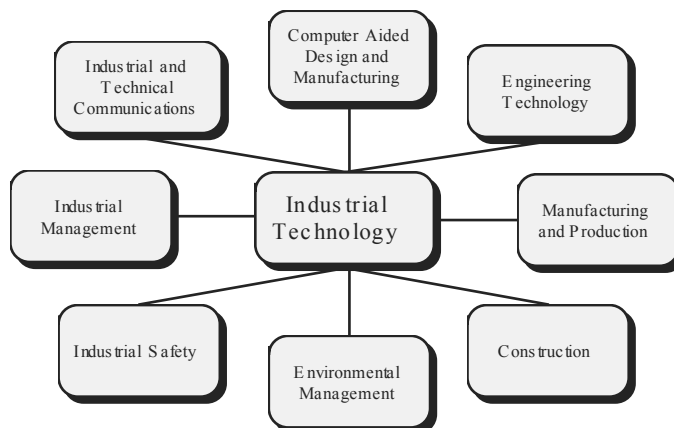 Industrial and
Technical
Communications
Computer Aided
Design and
Manufacturing
Engineering
Technology
Industrial
Management
Industrial
Technology
Manufacturing
and Production
Industrial Safety
Environmental
Management
Construction